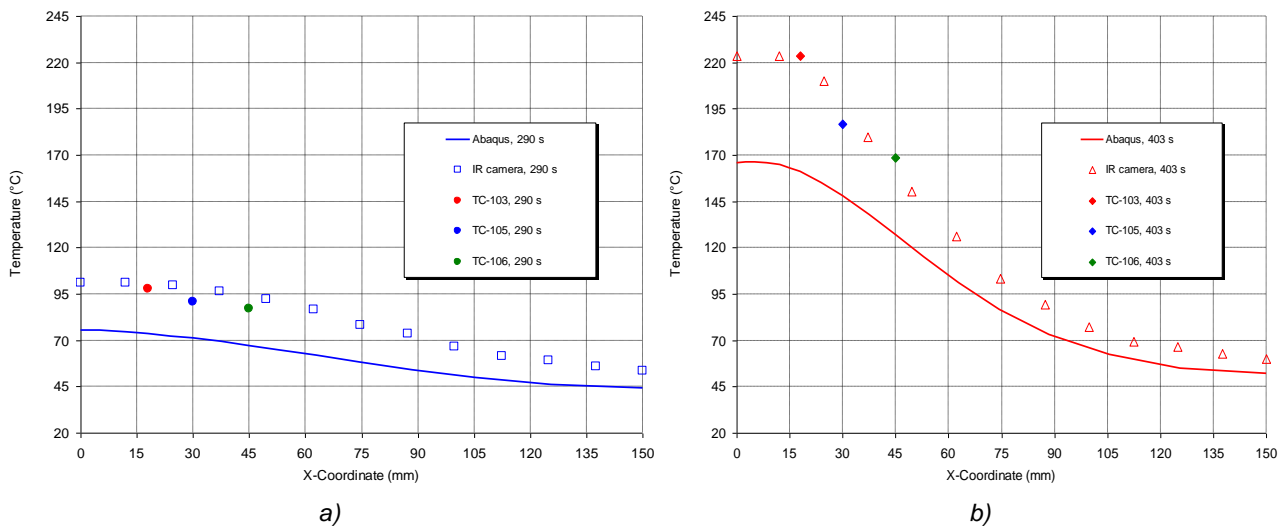 245
220
195
170
145
120
95
70
45
20
Temperature (°C)
0 15 30 45 60 75 90 105 120 135 150
X-Coordinate (mm)
Abaqus, 290 s
IR camera, 290 s
TC-103, 290 s
TC-105, 290 s
TC-106, 290 s
a)
245
220
195
170
145
120
95
70
45
20
Temperature (°C)
0 15 30 45 60 75 90 105 120 135 150
X-Coordinate (mm)
Abaqus, 403 s
IR camera, 403 s
TC-103, 403 s
TC-105, 403 s
TC-106, 403 s
b)